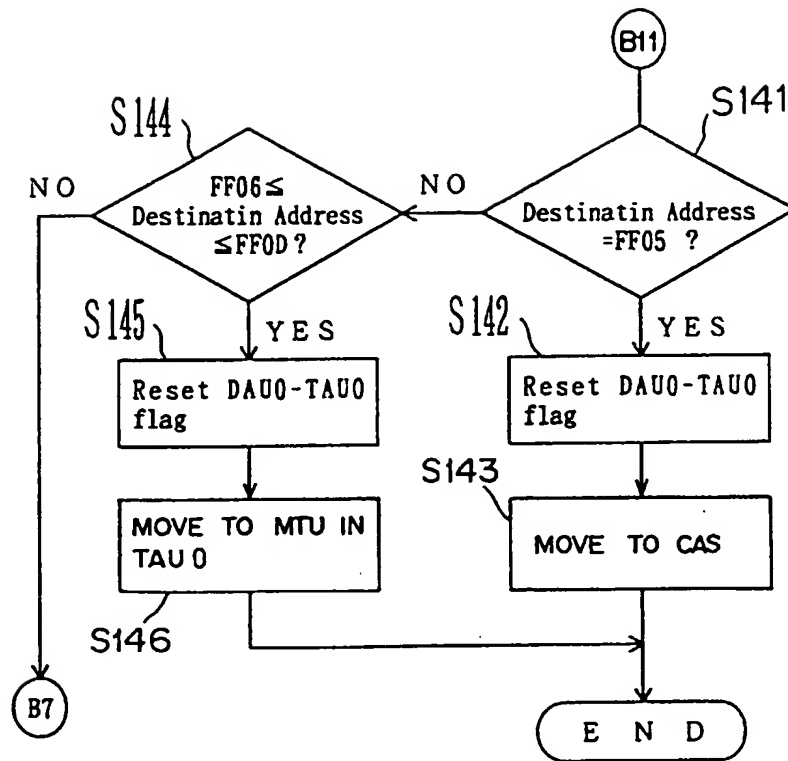 B11
S141
Destinatin Address
=FF05 ?
NO
S144
FF06≤
Destinatin Address
≤FF0D?
NO
YES
S145
Reset DAU0-TAU0
flag
YES
S142
Reset DAU0-TAU0
flag
MOVE TO MTU IN
TAU 0
S146
S143
MOVE TO CAS
B7
END